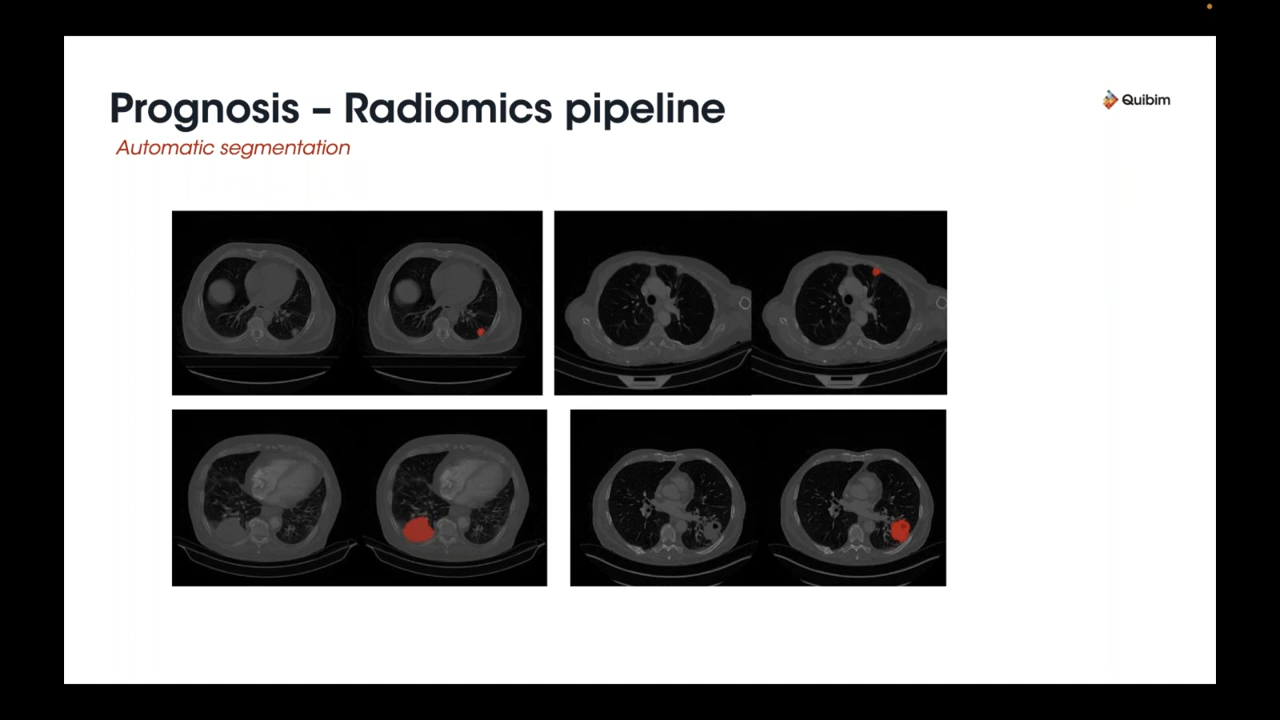 Prognosis – Radiomics pipeline
Quibim
Automatic segmentation